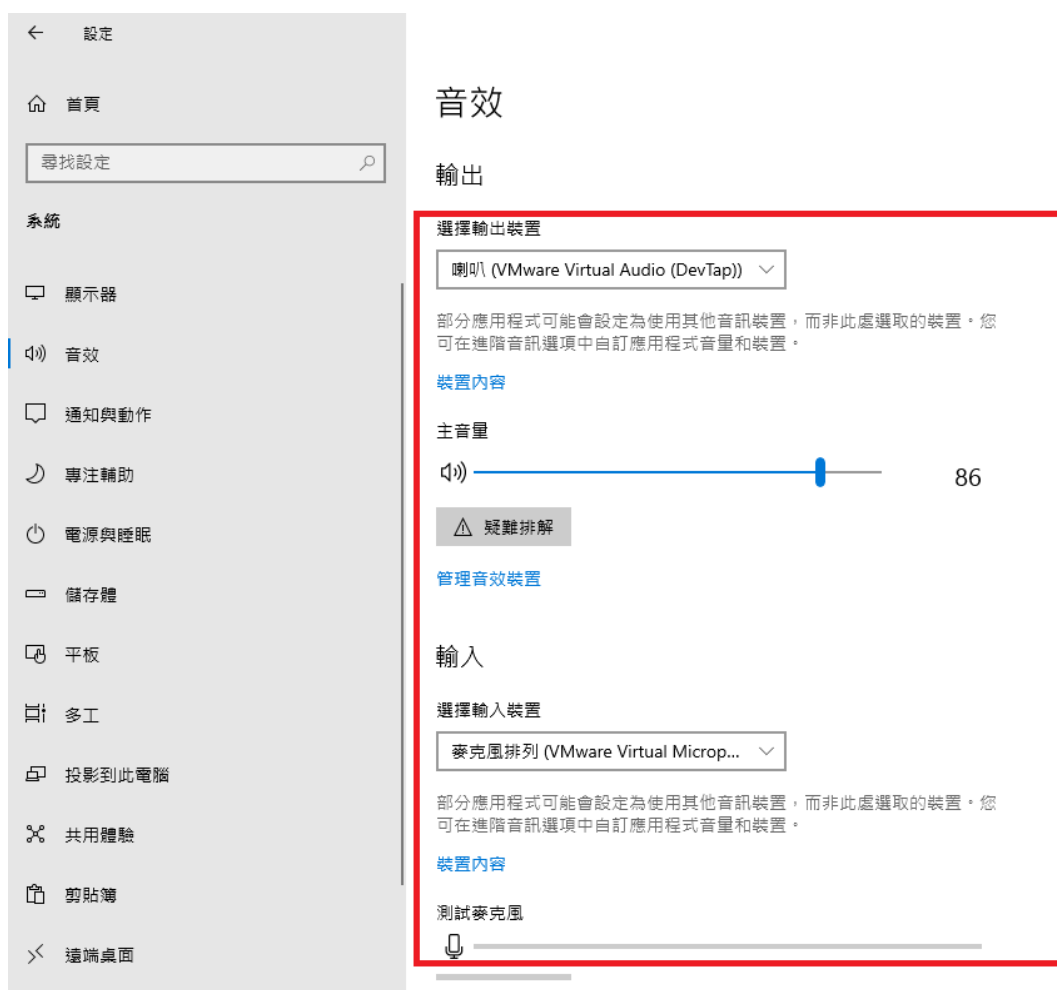 設定
首頁
尋找設定
系統
顯示器
音效
通知與動作
專注輔助
電源與睡眠
儲存體
平板
多工
投影到此電腦
共用體驗
剪貼簿
遠端桌面
音效
輸出
選擇輸出裝置
喇叭 (VMware Virtual Audio (DevTap))
部分應用程式可能會設定為使用其他音訊裝置，而非此處選取的裝置。您
可在進階音訊選項中自訂應用程式音量和裝置。
裝置內容
主音量
86
疑難排解
管理音效裝置
輸入
選擇輸入裝置
麥克風排列 (VMware Virtual Microp...
部分應用程式可能會設定為使用其他音訊裝置，而非此處選取的裝置。您
可在進階音訊選項中自訂應用程式音量和裝置。
裝置內容
測試麥克風